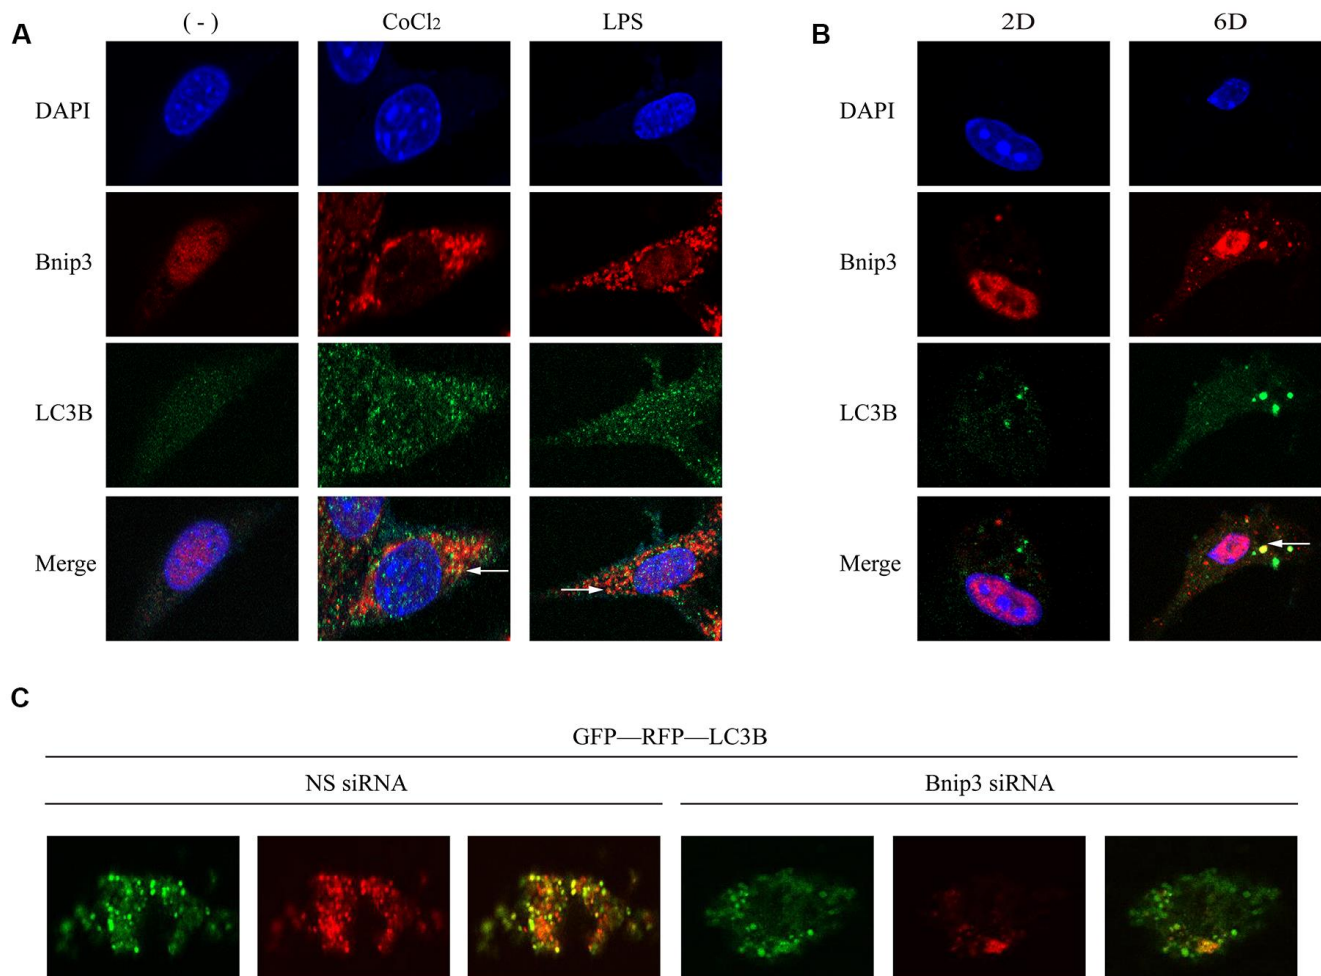 A
( - ) CoCl2 LPS
DAPI
Bnip3
LC3B
Merge
B
2D 6D
DAPI
Bnip3
LC3B
Merge
C
GFP—RFP—LC3B
NS siRNA Bnip3 siRNA